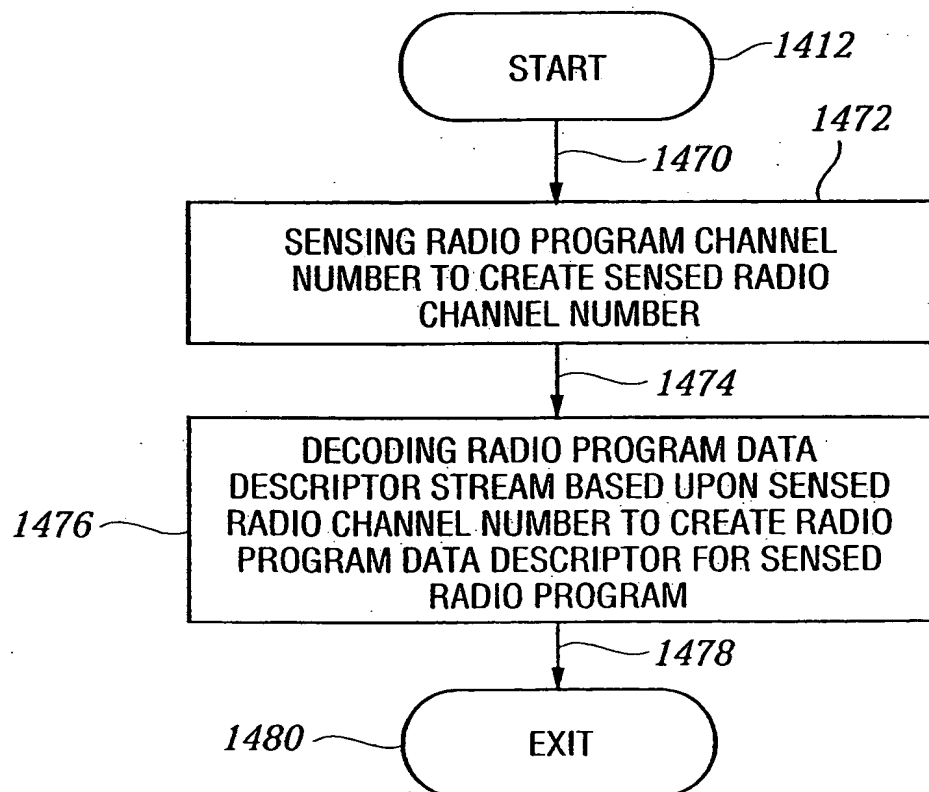 START
1412
1470
1472
SENSING RADIO PROGRAM CHANNEL
NUMBER TO CREATE SENSED RADIO
CHANNEL NUMBER
1474
DECODING RADIO PROGRAM DATA
DESCRIPTOR STREAM BASED UPON SENSED
RADIO CHANNEL NUMBER TO CREATE RADIO
PROGRAM DATA DESCRIPTOR FOR SENSED
RADIO PROGRAM
1476
1478
1480
EXIT